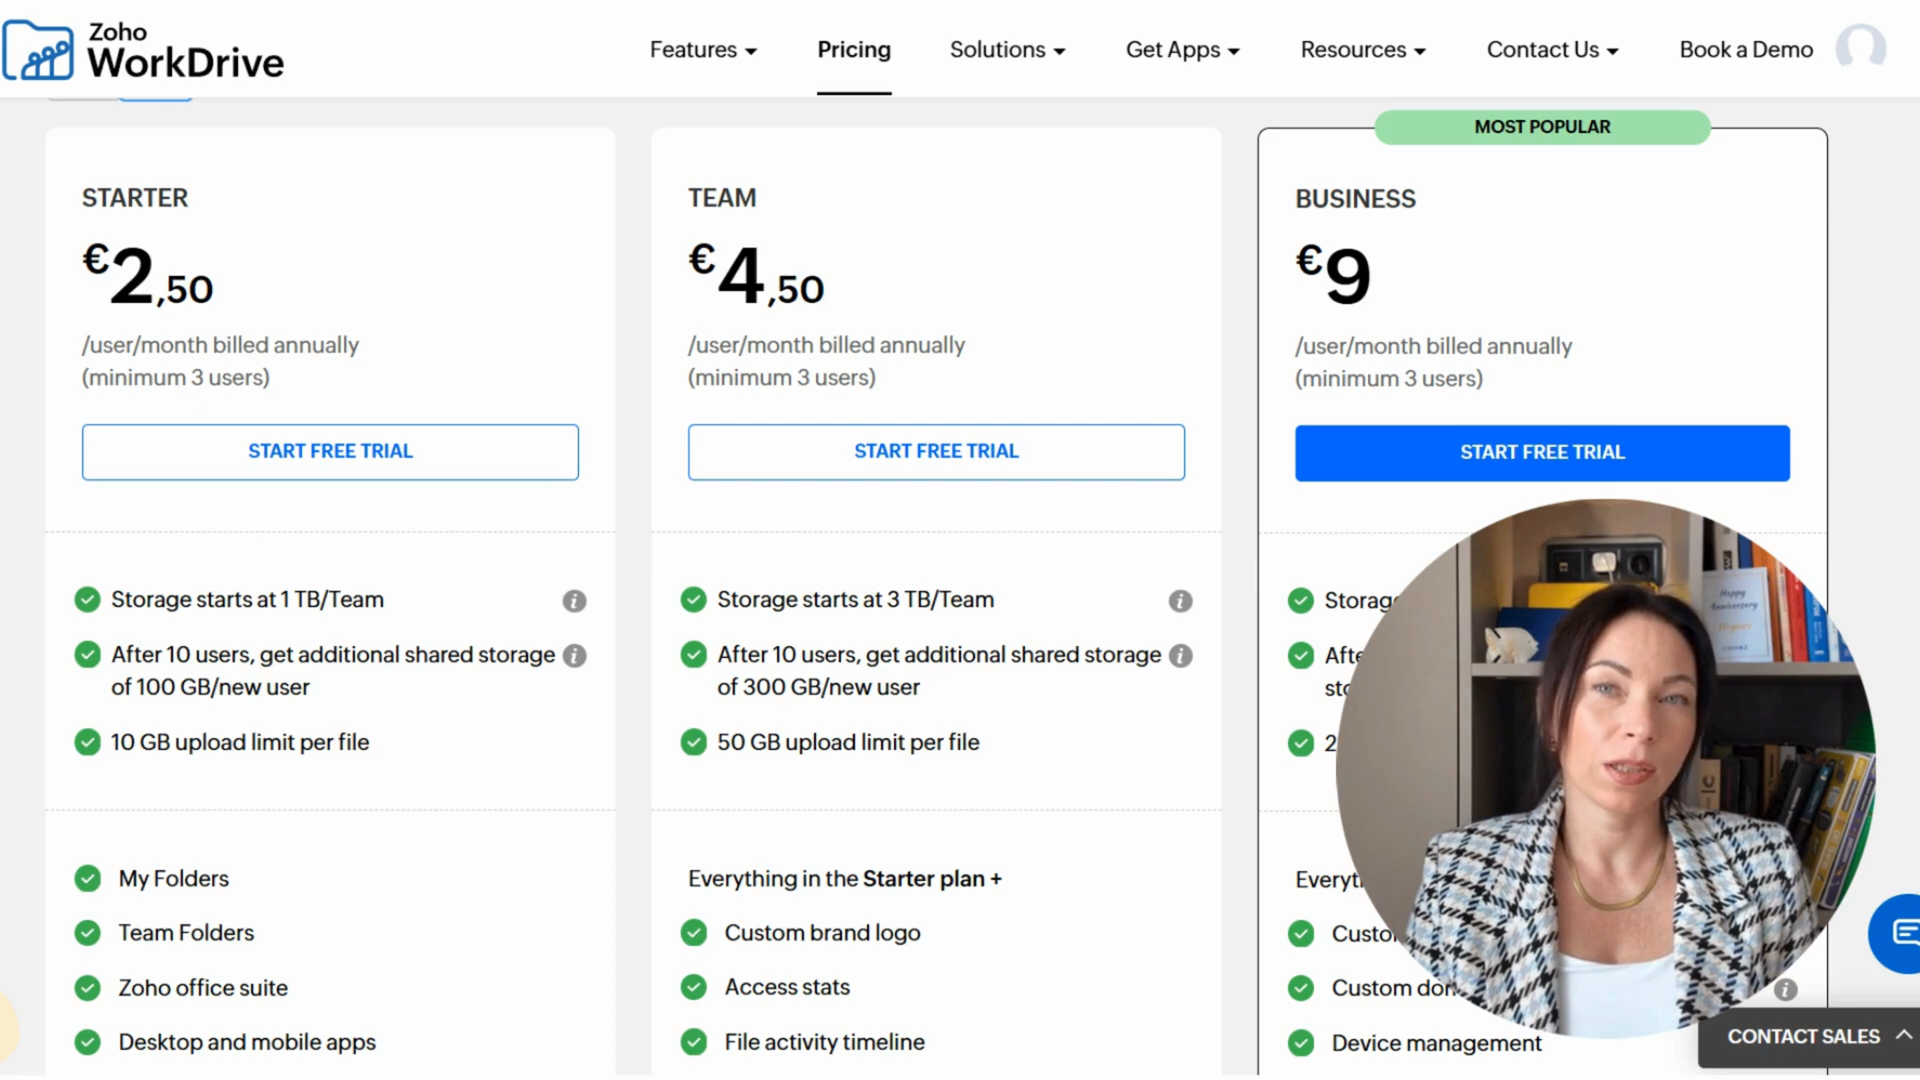 Zoho
WorkDrive
Features
Pricing
Solutions
Get Apps
Resources
Contact Us
Book a Demo
STARTER
€2,50
/user/month billed annually
(minimum 3 users)
START FREE TRIAL
Storage starts at 1 TB/Team
After 10 users, get additional shared storage
of 100 GB/new user
10 GB upload limit per file
My Folders
Team Folders
Zoho office suite
Desktop and mobile apps
TEAM
€4,50
/user/month billed annually
(minimum 3 users)
START FREE TRIAL
Storage starts at 3 TB/Team
After 10 users, get additional shared storage
of 300 GB/new user
50 GB upload limit per file
Everything in the Starter plan +
Custom brand logo
Access stats
File activity timeline
MOST POPULAR
BUSINESS
€9
/user/month billed annually
(minimum 3 users)
START FREE TRIAL
Custom
Device management
Happy
Anniversary
CONTACT SALES